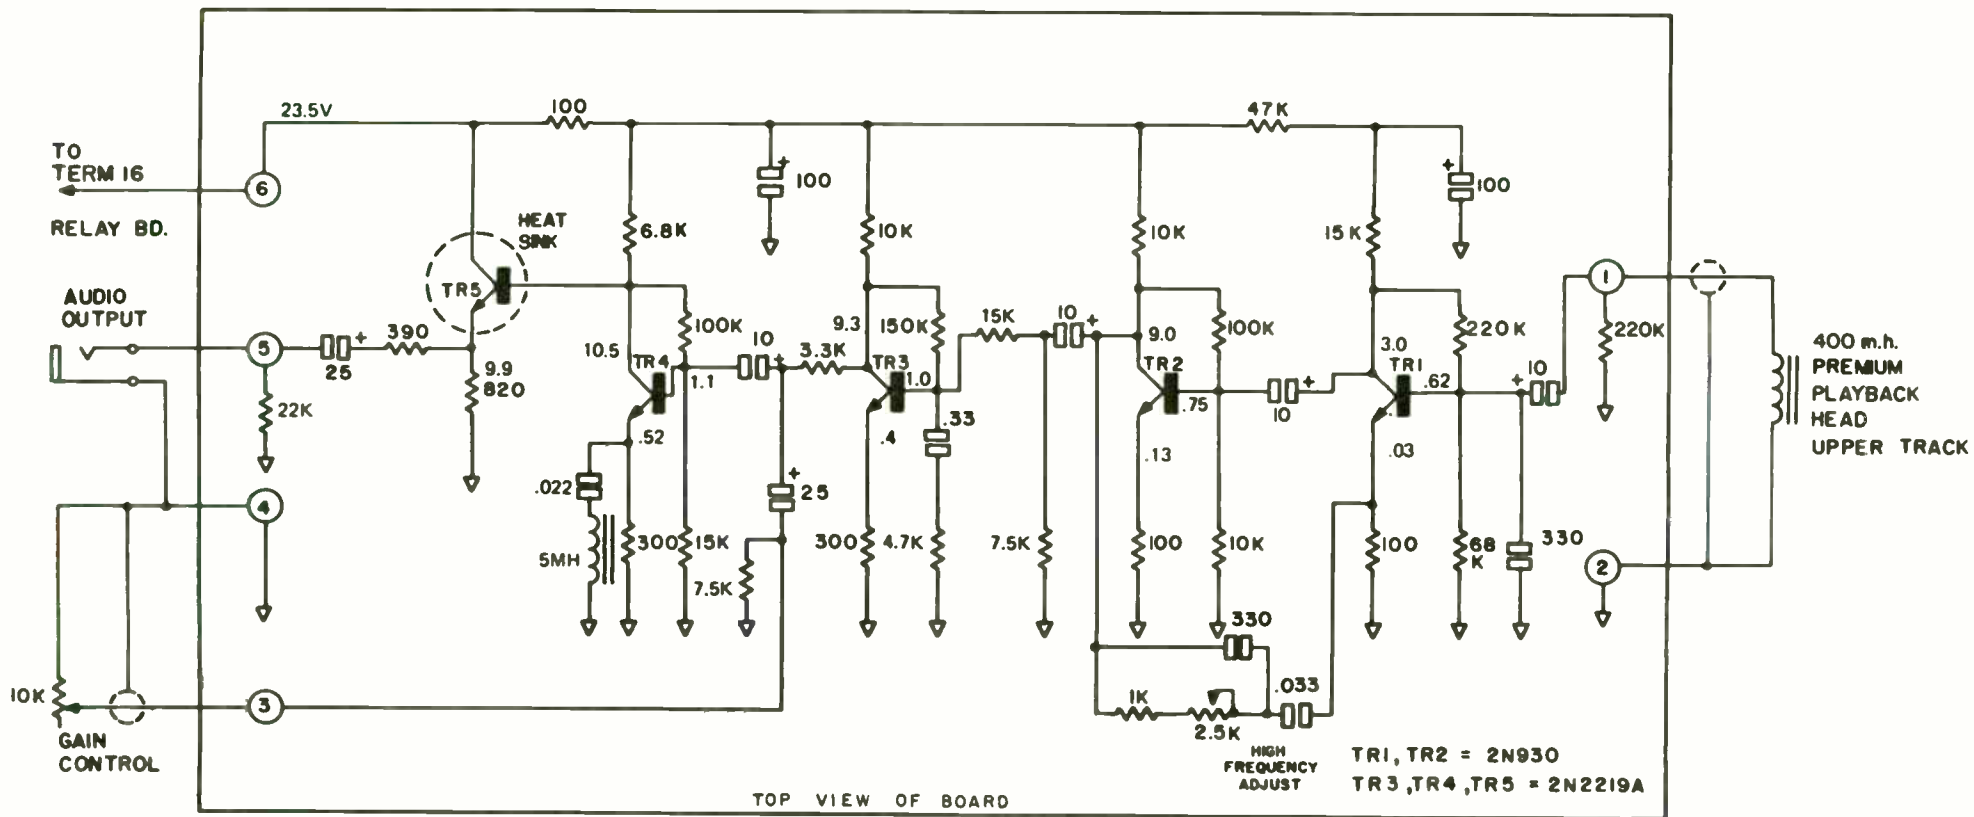 23.5V
100
47K
TO
TERM 16
6
+
100
+
100
RELAY BD.
HEAT
SINK
6.8K
10K
10K
15K
1
TR5
AUDIO
OUTPUT
5
+
25
390
9.9
820
22K
10.5
100K
TR4
1.1
10
+
3.3K
9.3
150K
TR3
1.0
15K
10
+
9.0
100K
TR2
.75
+
10
3.0
TR1
.62
220K
+
10
220K
400 m.h.
PREMIUM
PLAYBACK
HEAD
UPPER TRACK
.52
.4
.33
.13
.03
.022
+
25
4
5MH
300
15K
7.5K
300
4.7K
7.5K
100
10K
100
68
K
330
2
330
10K
3
1K
2.5K
.033
GAIN
CONTROL
HIGH
FREQUENCY
ADJUST
TR1, TR2 = 2N930
TR3, TR4, TR5 = 2N2219A
TOP VIEW OF BOARD